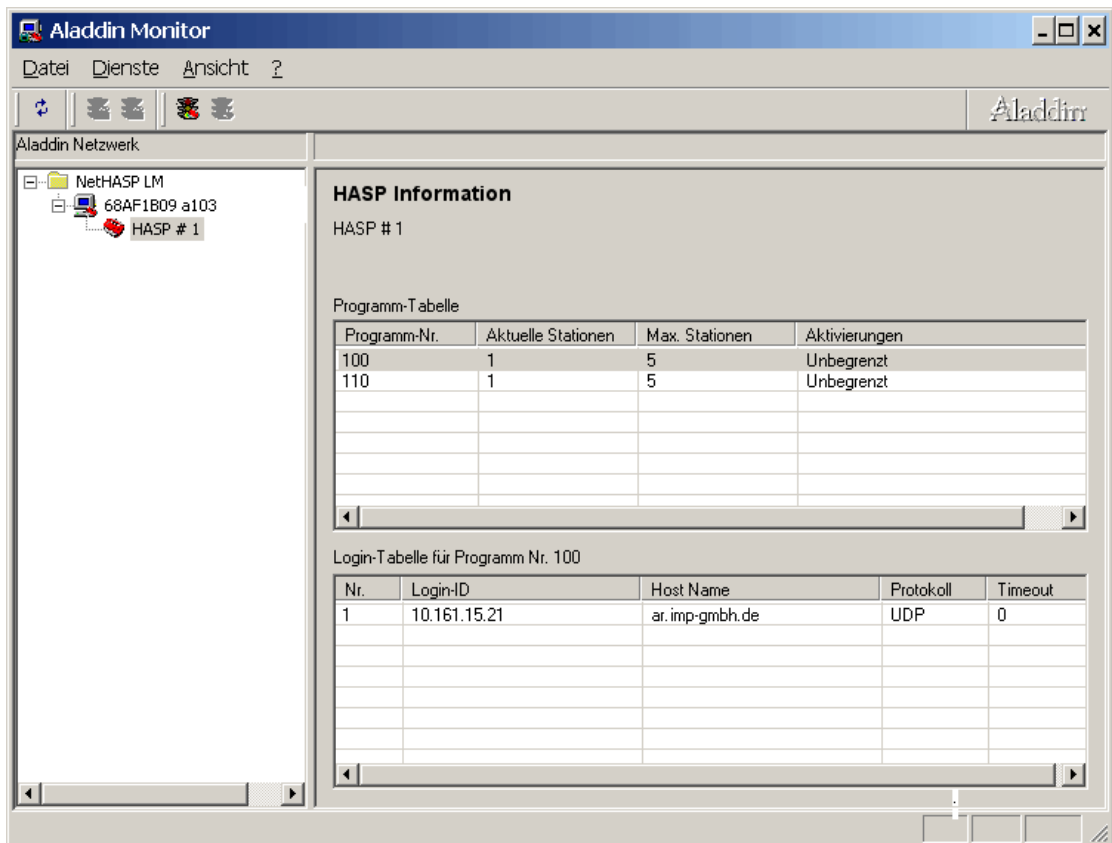 Aladdin Monitor
Datei Dienste Ansicht ?
Aladdin
Aladdin Netzwerk
NetHASP LM
68AF1B09 a103
HASP # 1
HASP Information
HASP # 1
Programm-Tabelle
Programm-Nr. Aktuelle Stationen Max. Stationen Aktivierungen
100 1 5 Unbegrenzt
110 1 5 Unbegrenzt
Login-Tabelle für Programm Nr. 100
Nr. Login-ID Host Name Protokoll Timeout
1 10.161.15.21 ar.imp-gmbh.de UDP 0